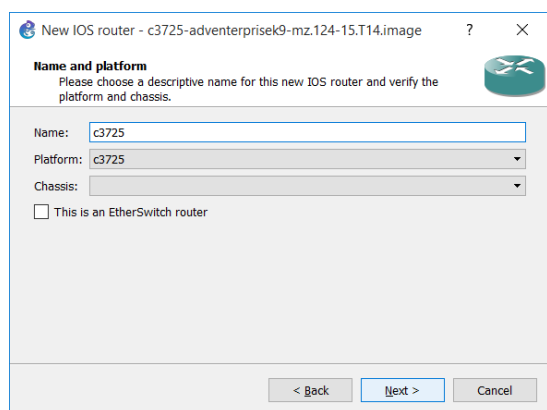 New IOS router - c3725-adventerprisek9-mz.124-15.T14.image ? ×
Name and platform
Please choose a descriptive name for this new IOS router and verify the
platform and chassis.
Name: c3725
Platform: c3725
Chassis:
This is an EtherSwitch router
< Back Next > Cancel